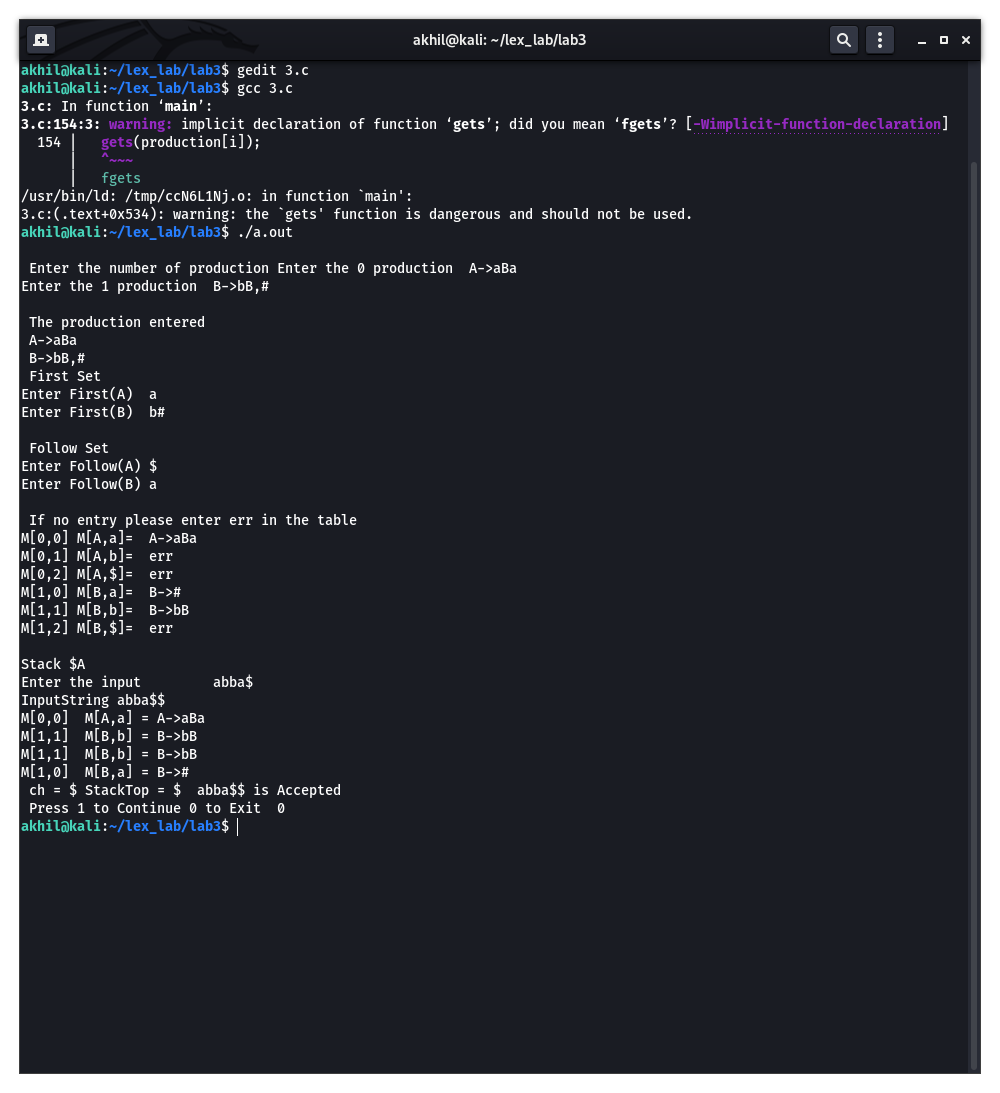 akhil@kali: ~/lex_lab/lab3
akhil@kali:~/lex_lab/lab3$ gedit 3.c
akhil@kali:~/lex_lab/lab3$ gcc 3.c
3.c: In function ‘main’:
3.c:154:3: warning: implicit declaration of function ‘gets’; did you mean ‘fgets’? [-Wimplicit-function-declaration]
  154 |   gets(production[i]);
      |   ^~~~
      |   fgets
/usr/bin/ld: /tmp/ccN6L1Nj.o: in function `main':
3.c:(.text+0x534): warning: the `gets' function is dangerous and should not be used.
akhil@kali:~/lex_lab/lab3$ ./a.out
 Enter the number of production Enter the 0 production  A->aBa
Enter the 1 production  B->bB,#
 The production entered
 A->aBa
 B->bB,#
 First Set
Enter First(A)  a
Enter First(B)  b#
 Follow Set
Enter Follow(A) $
Enter Follow(B) a
 If no entry please enter err in the table
M[0,0] M[A,a]=  A->aBa
M[0,1] M[A,b]=  err
M[0,2] M[A,$]=  err
M[1,0] M[B,a]=  B->#
M[1,1] M[B,b]=  B->bB
M[1,2] M[B,$]=  err
Stack $A
Enter the input         abba$
InputString abba$$
M[0,0]  M[A,a] = A->aBa
M[1,1]  M[B,b] = B->bB
M[1,1]  M[B,b] = B->bB
M[1,0]  M[B,a] = B->#
 ch = $ StackTop = $  abba$$ is Accepted
 Press 1 to Continue 0 to Exit  0
akhil@kali:~/lex_lab/lab3$